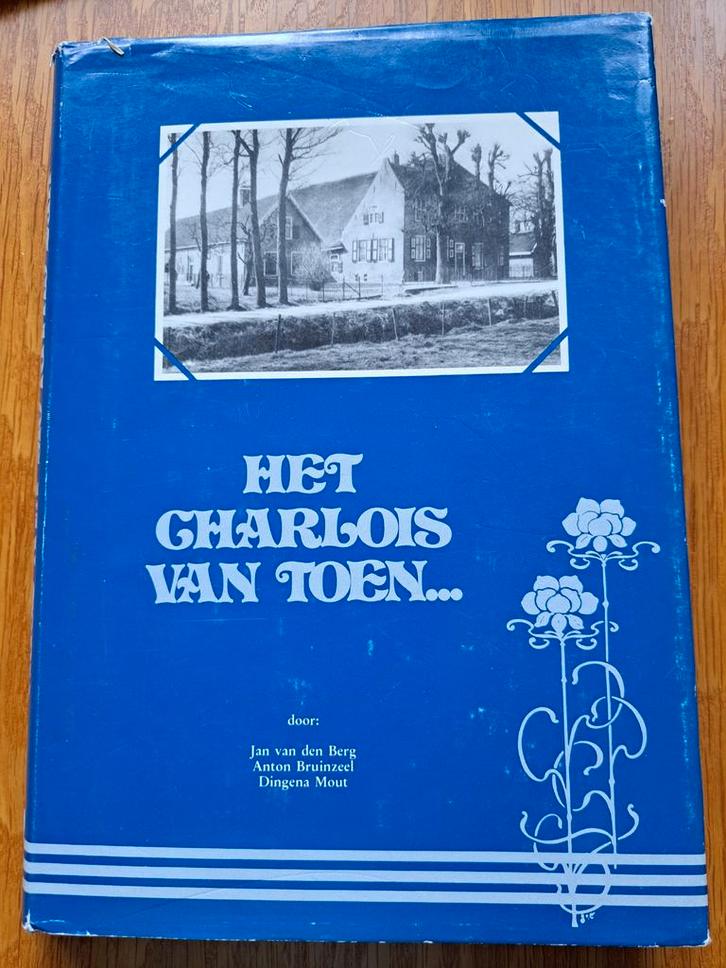 HET
CHARLOIS
VAN TOEN...
door:
Jan van den Berg
Anton Bruinzeel
Dingena Mout